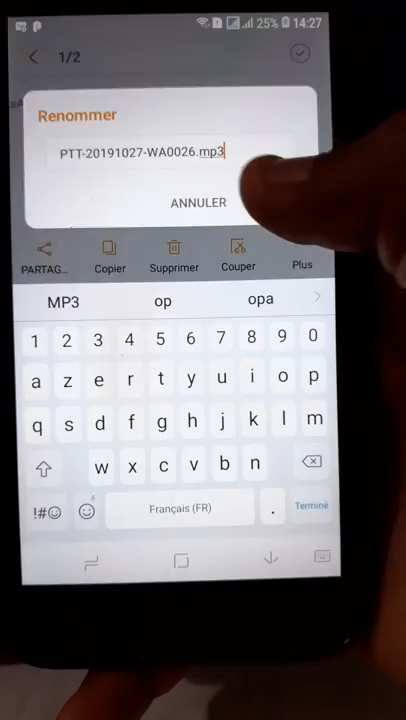 25% 14:27
1/2
Renommer
PTT-20191027-WA0026.mp3
ANNULER
PARTAG... Copier Supprimer Couper Plus
MP3 op opa
1 2 3 4 5 6 7 8 9 0
a z e r t y u i o p
q s d f g h j k l m
w x c v b n
!#☺ Français (FR) . Terminé